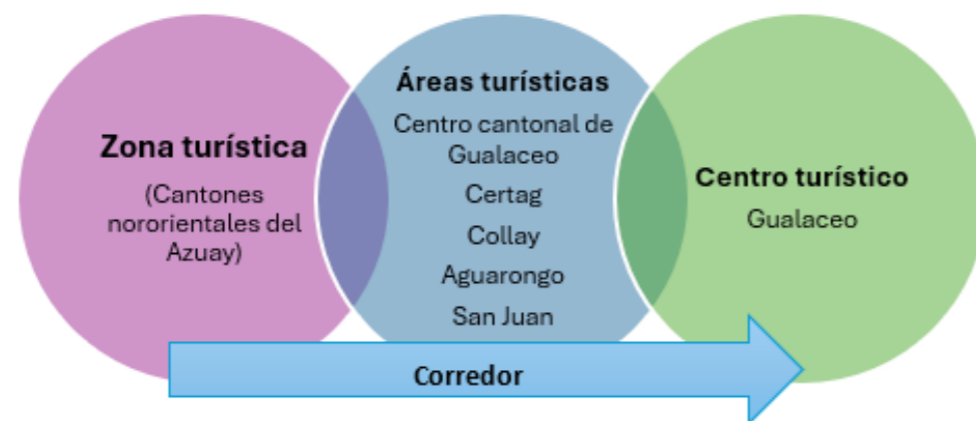 Zona turística
(Cantones
nororientales del
Azuay)
Áreas turísticas
Centro cantonal de
Gualaceo
Certag
Collay
Aguarongo
San Juan
Centro turístico
Gualaceo
Corredor